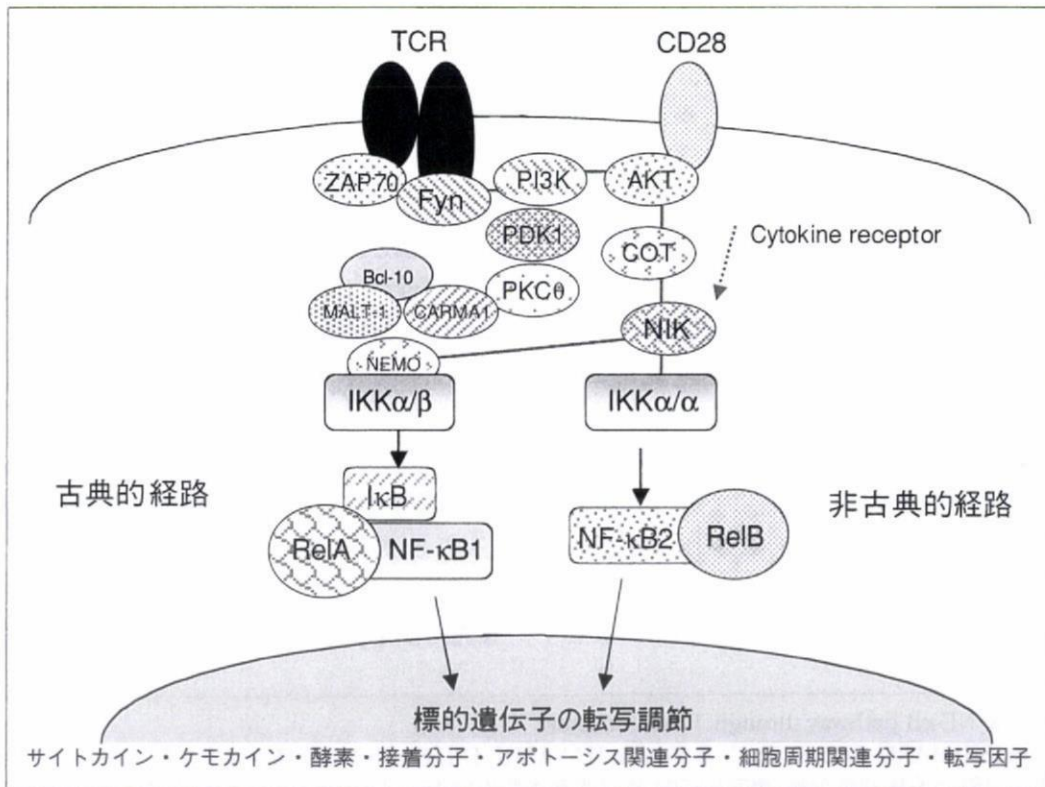 TCR
CD28
ZAP70
Fyn
PI3K
AKT
PDK1
COT
Cytokine receptor
Bcl-10
PKCθ
MALT-1
CARMA1
NIK
NEMO
IKKα/β
IKKα/α
古典的経路
IκB
非古典的経路
RelA
NF-κB1
NF-κB2
RelB
標的遺伝子の転写調節
サイトカイン・ケモカイン・酵素・接着分子・アポトーシス関連分子・細胞周期関連分子・転写因子